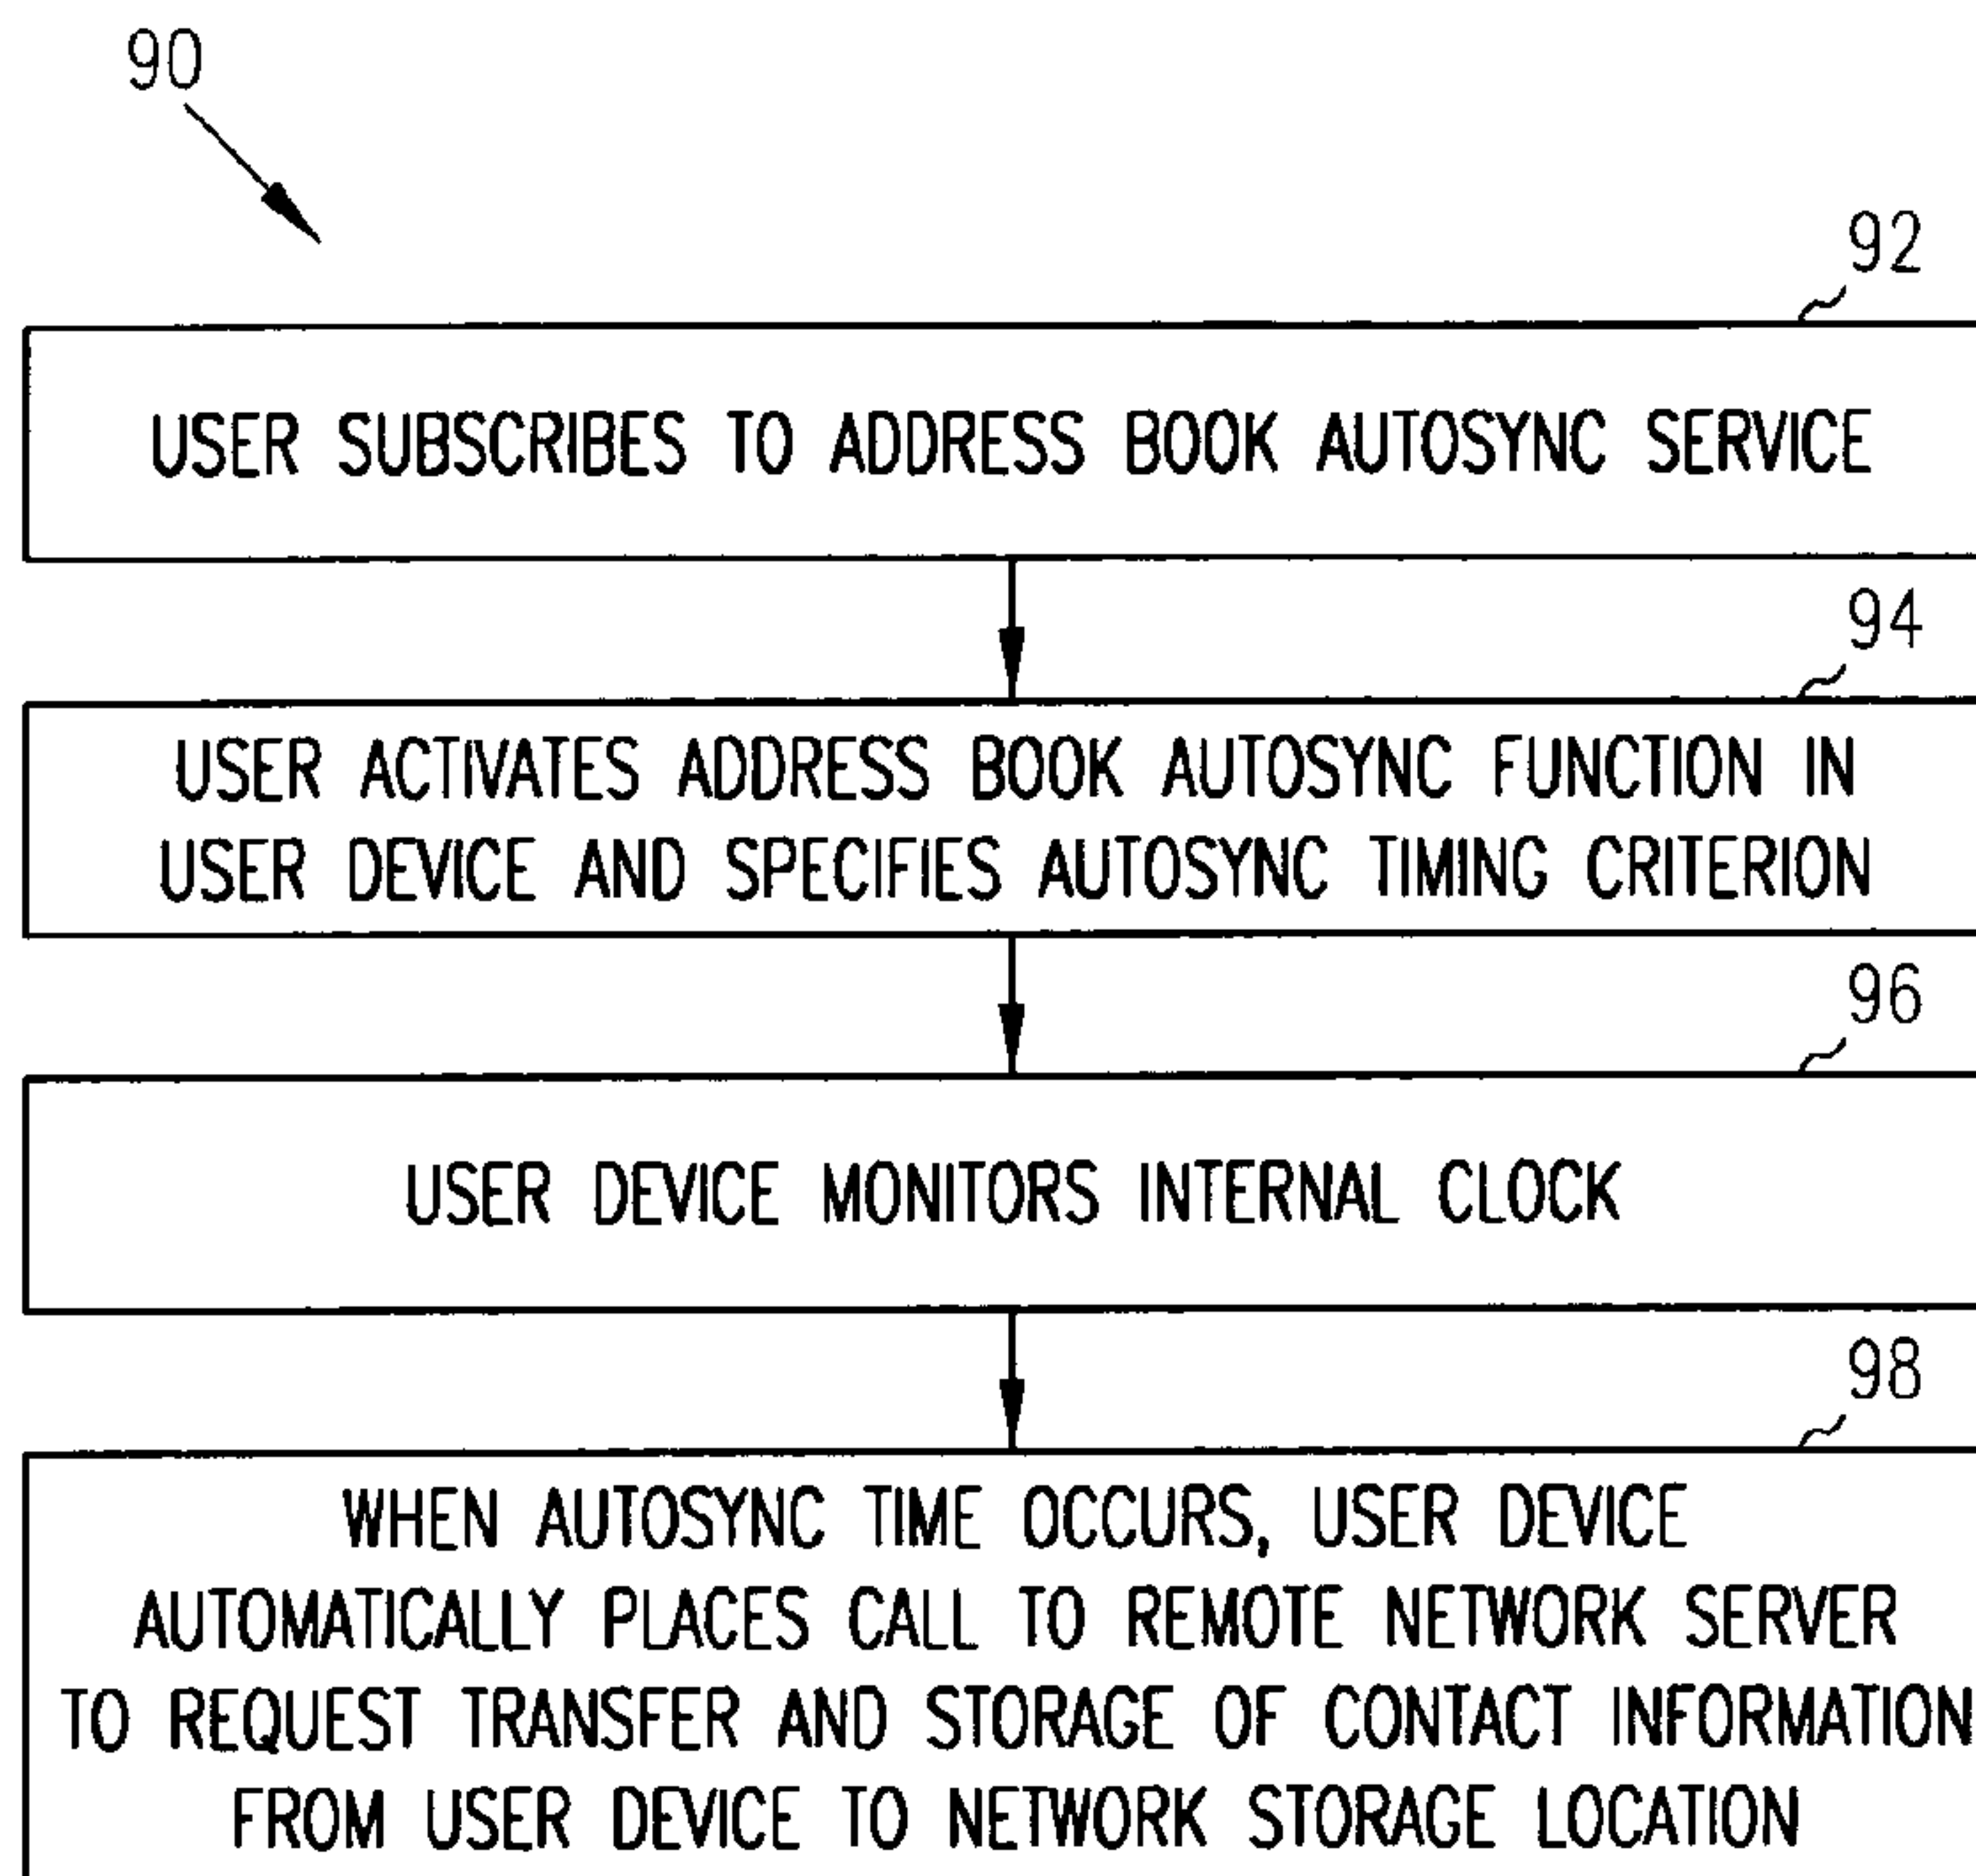 90
92
USER SUBSCRIBES TO ADDRESS BOOK AUTOSYNC SERVICE
94
USER ACTIVATES ADDRESS BOOK AUTOSYNC FUNCTION IN
USER DEVICE AND SPECIFIES AUTOSYNC TIMING CRITERION
96
USER DEVICE MONITORS INTERNAL CLOCK
98
WHEN AUTOSYNC TIME OCCURS, USER DEVICE
AUTOMATICALLY PLACES CALL TO REMOTE NETWORK SERVER
TO REQUEST TRANSFER AND STORAGE OF CONTACT INFORMATION
FROM USER DEVICE TO NETWORK STORAGE LOCATION